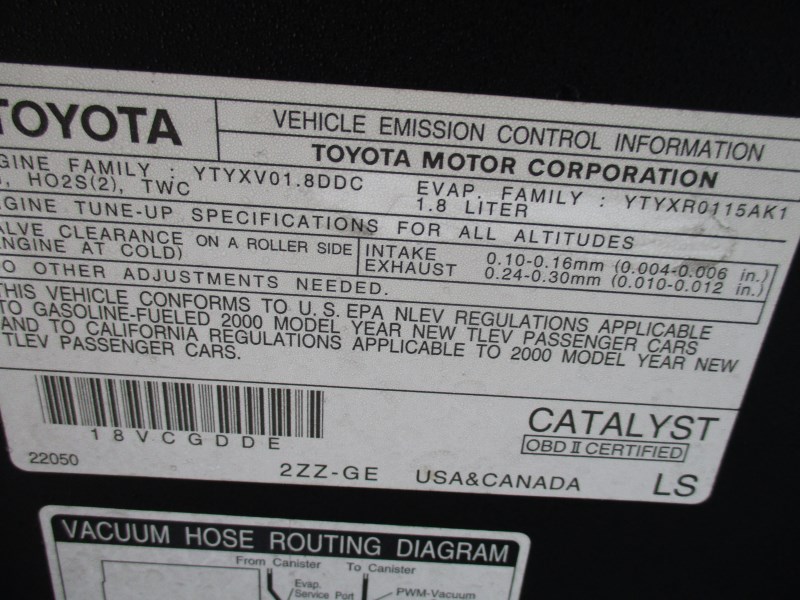 TOYOTA
VEHICLE EMISSION CONTROL INFORMATION
TOYOTA MOTOR CORPORATION
GINE FAMILY : YTYXV01.8DDC
EVAP. FAMILY : YTYXR0115AK1
HO2S(2), TWC
1.8 LITER
GINE TUNE-UP SPECIFICATIONS FOR ALL ALTITUDES
ALVE CLEARANCE ON A ROLLER SIDE
NGINE AT COLD)
INTAKE 0.10-0.16mm (0.004-0.006 in.)
EXHAUST 0.24-0.30mm (0.010-0.012 in.)
O OTHER ADJUSTMENTS NEEDED.
THIS VEHICLE CONFORMS TO U.S. EPA NLEV REGULATIONS APPLICABLE
TO GASOLINE-FUELED 2000 MODEL YEAR NEW TLEV PASSENGER CARS
AND TO CALIFORNIA REGULATIONS APPLICABLE TO 2000 MODEL YEAR NEW
TLEV PASSENGER CARS.
18VCGDDE
CATALYST
OBD II CERTIFIED
22050
2ZZ-GE
USA&CANADA
LS
VACUUM HOSE ROUTING DIAGRAM
From Canister
To Canister
Evap.
Service Port
PWM-Vacuum